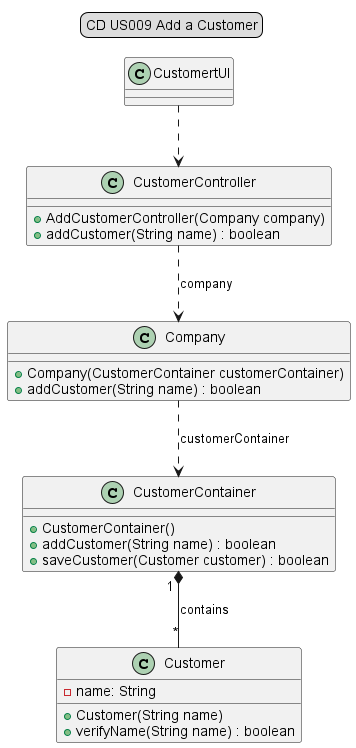 CD US009 Add a Customer
C CustomertUI
C CustomerController
AddCustomerController(Company company)
addCustomer(String name) : boolean
company
C Company
Company(CustomerContainer customerContainer)
addCustomer(String name) : boolean
customerContainer
C CustomerContainer
CustomerContainer()
addCustomer(String name) : boolean
saveCustomer(Customer customer) : boolean
1
contains
*
C Customer
name: String
Customer(String name)
verifyName(String name) : boolean